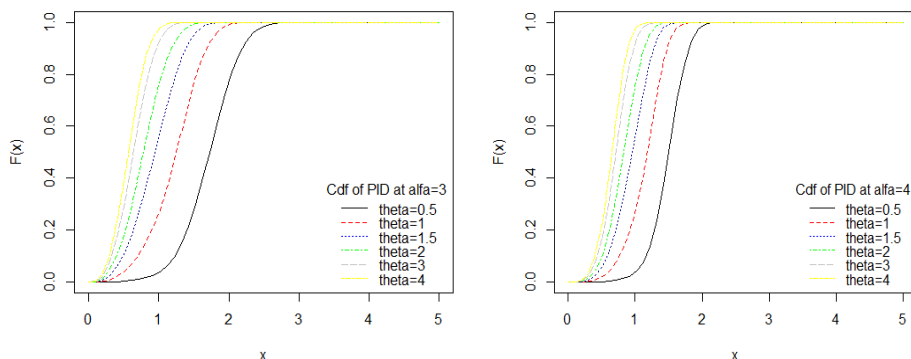 F(x)
1.0
0.8
0.6
0.4
0.2
0.0
Cdf of PID at alfa=3
theta=0.5
theta=1
theta=1.5
theta=2
theta=3
theta=4
0 1 2 3 4 5
x
F(x)
1.0
0.8
0.6
0.4
0.2
0.0
Cdf of PID at alfa=4
theta=0.5
theta=1
theta=1.5
theta=2
theta=3
theta=4
0 1 2 3 4 5
x